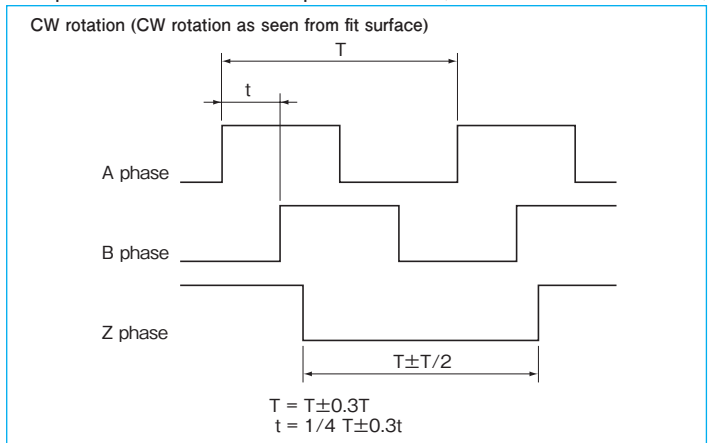 CW rotation (CW rotation as seen from fit surface)
T
t
A phase
B phase
Z phase
T±T/2
T = T±0.3T
t = 1/4 T±0.3t